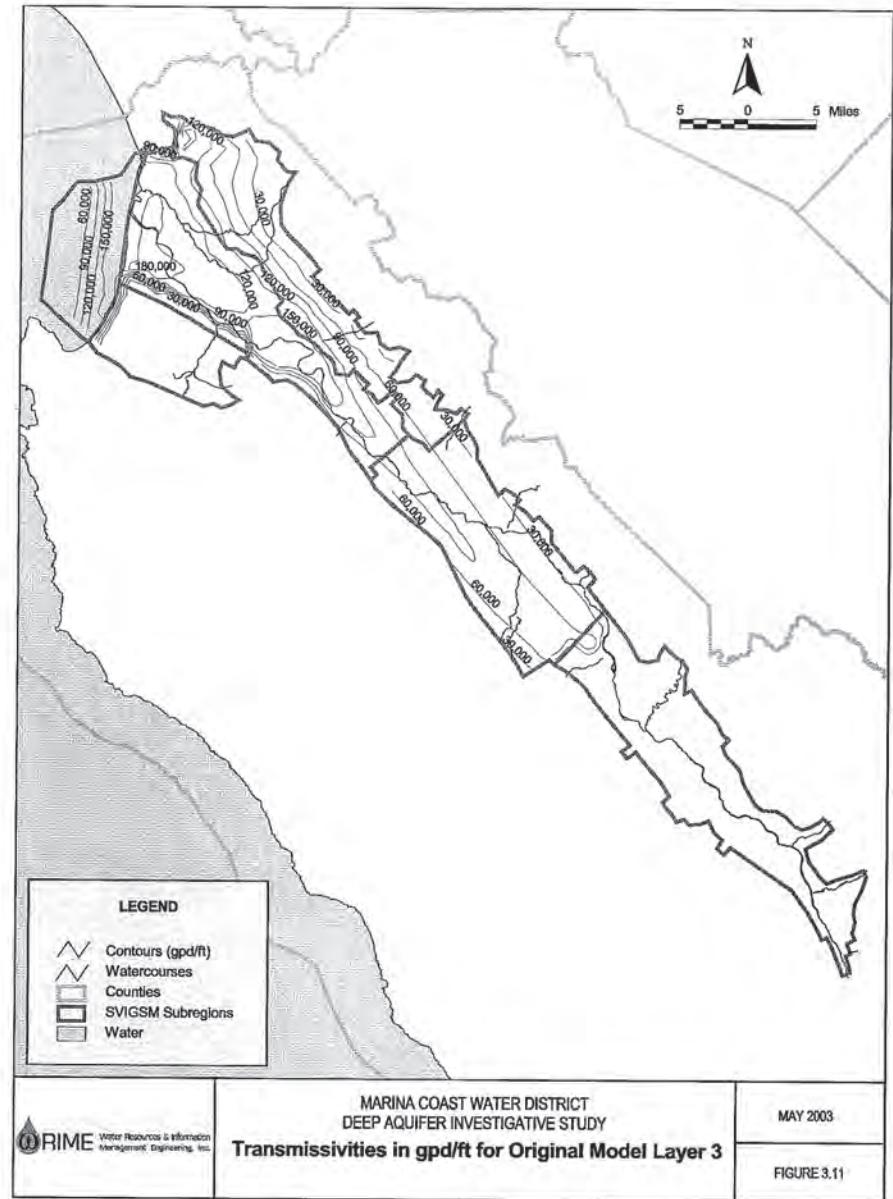 N
5 0 5 Miles
120,000
90,000
30,000
60,000
90,000
120,000
150,000
180,000
60,000
30,000
90,000
120,000
120,000
150,000
30,000
90,000
60,000
30,000
60,000
30,000
60,000
30,000
LEGEND
Contours (gpd/ft)
Watercourses
Counties
SVIGSM Subregions
Water
RIME Water Resources & Information
Management Engineering, Inc.
MARINA COAST WATER DISTRICT
DEEP AQUIFER INVESTIGATIVE STUDY
Transmissivities in gpd/ft for Original Model Layer 3
MAY 2003
FIGURE 3.11